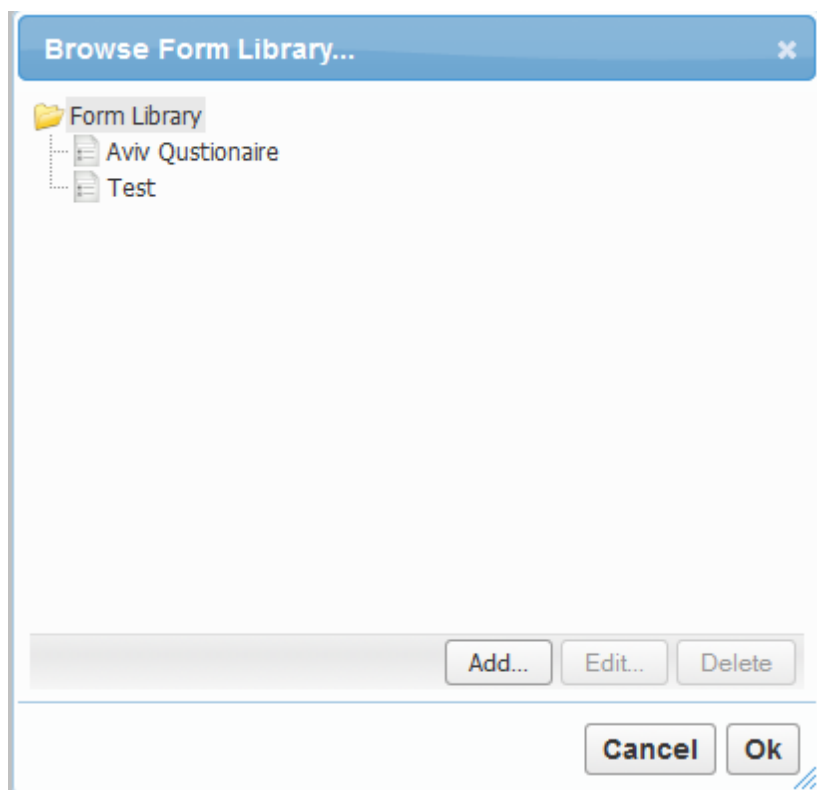 Browse Form Library...
Form Library
Aviv Qustionaire
Test
Add... Edit... Delete
Cancel Ok